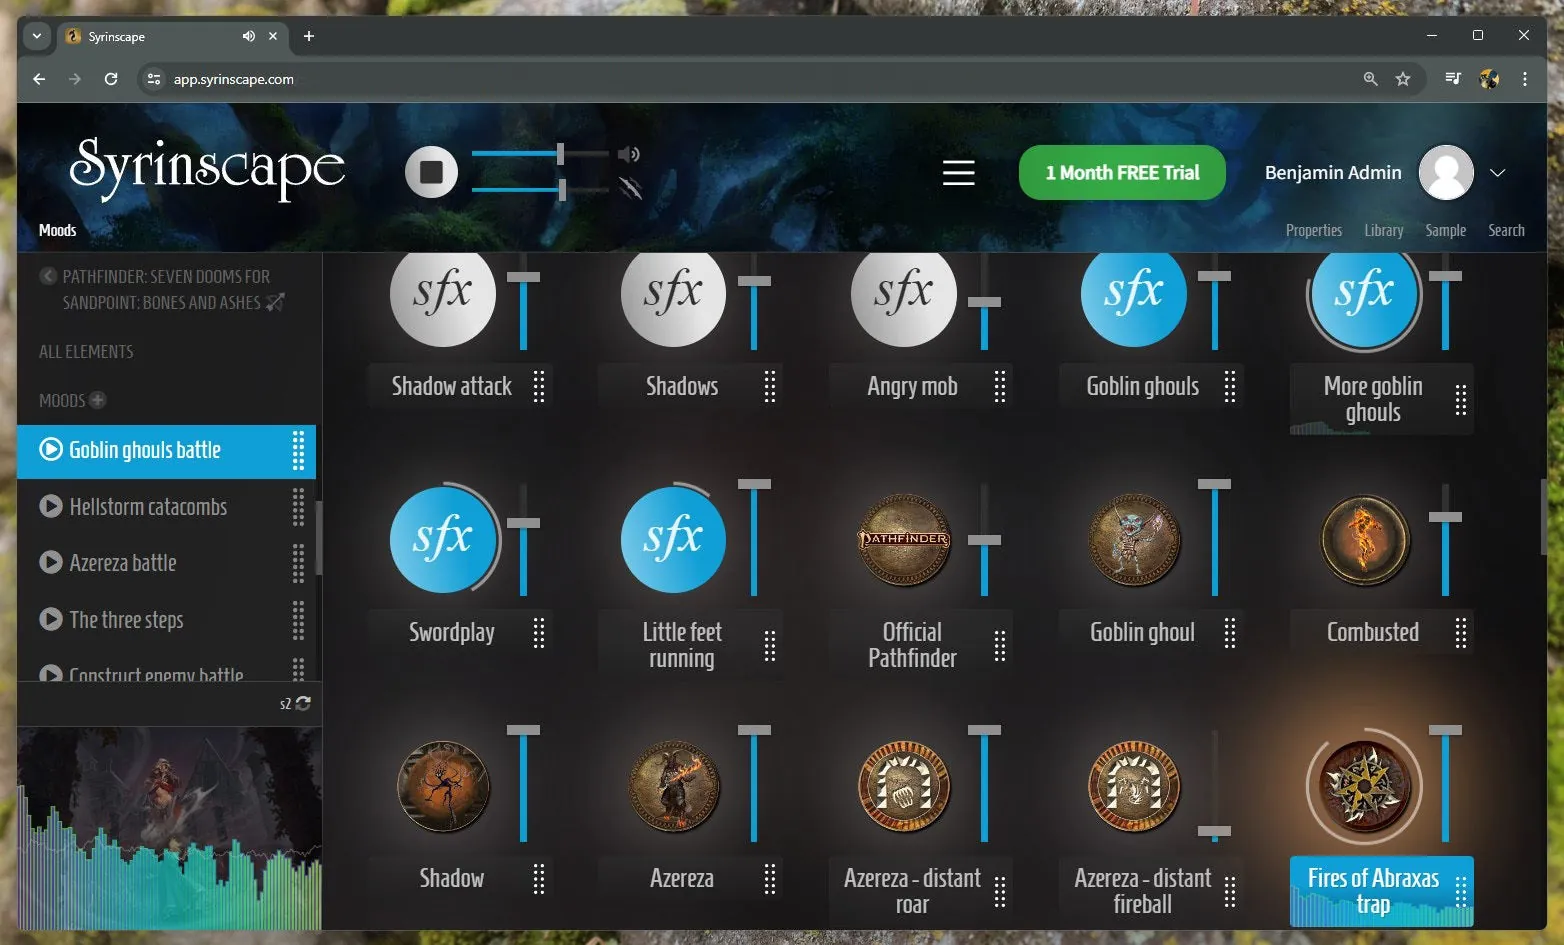 Syrinscape
app.syrinscape.com
Syrinscape
1 Month FREE Trial
Benjamin Admin
Moods
Properties
Library
Sample
Search
PATHFINDER: SEVEN DOOMS FOR
SANDPOINT: BONES AND ASHES
ALL ELEMENTS
MOODS
Goblin ghouls battle
Hellstorm catacombs
Azereza battle
The three steps
Construct enemy battle
s2
sfx
sfx
sfx
sfx
sfx
Shadow attack
Shadows
Angry mob
Goblin ghouls
More goblin
ghouls
sfx
sfx
PATHFINDER
Swordplay
Little feet
running
Official
Pathfinder
Goblin ghoul
Combusted
Shadow
Azereza
Azereza - distant
roar
Azereza - distant
fireball
Fires of Abraxas
trap